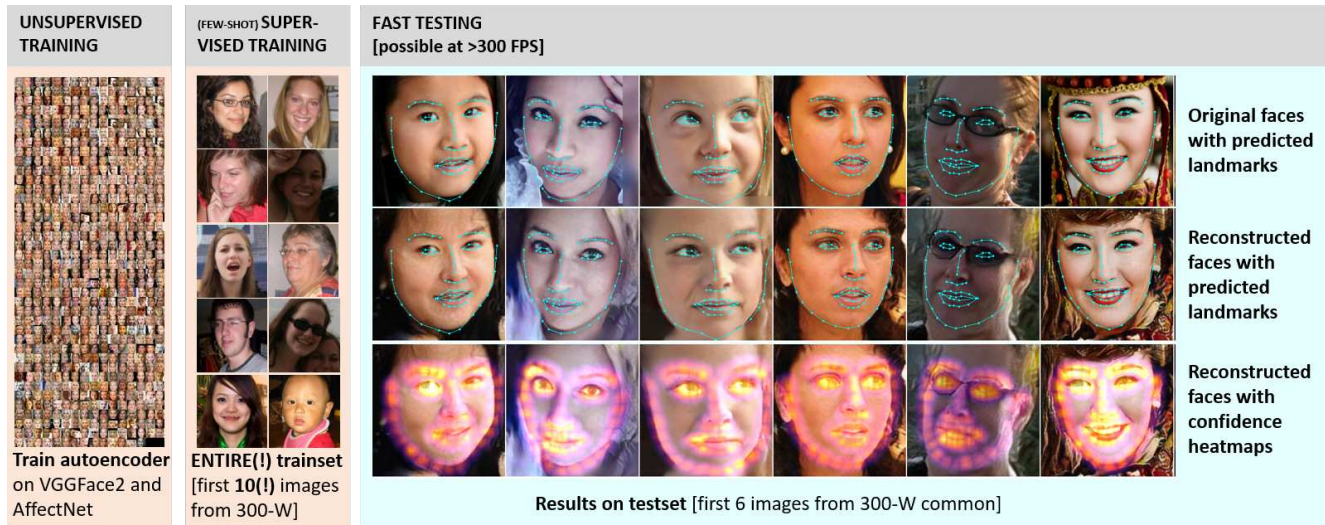 UNSUPERVISED
TRAINING
Train autoencoder
on VGGFace2 and
AffectNet
(FEW-SHOT) SUPER-
VISED TRAINING
ENTIRE(!) trainset
[first 10(!) images
from 300-W]
FAST TESTING
[possible at >300 FPS]
Original faces
with predicted
landmarks
Reconstructed
faces with
predicted
landmarks
Reconstructed
faces with
confidence
heatmaps
Results on testset [first 6 images from 300-W common]